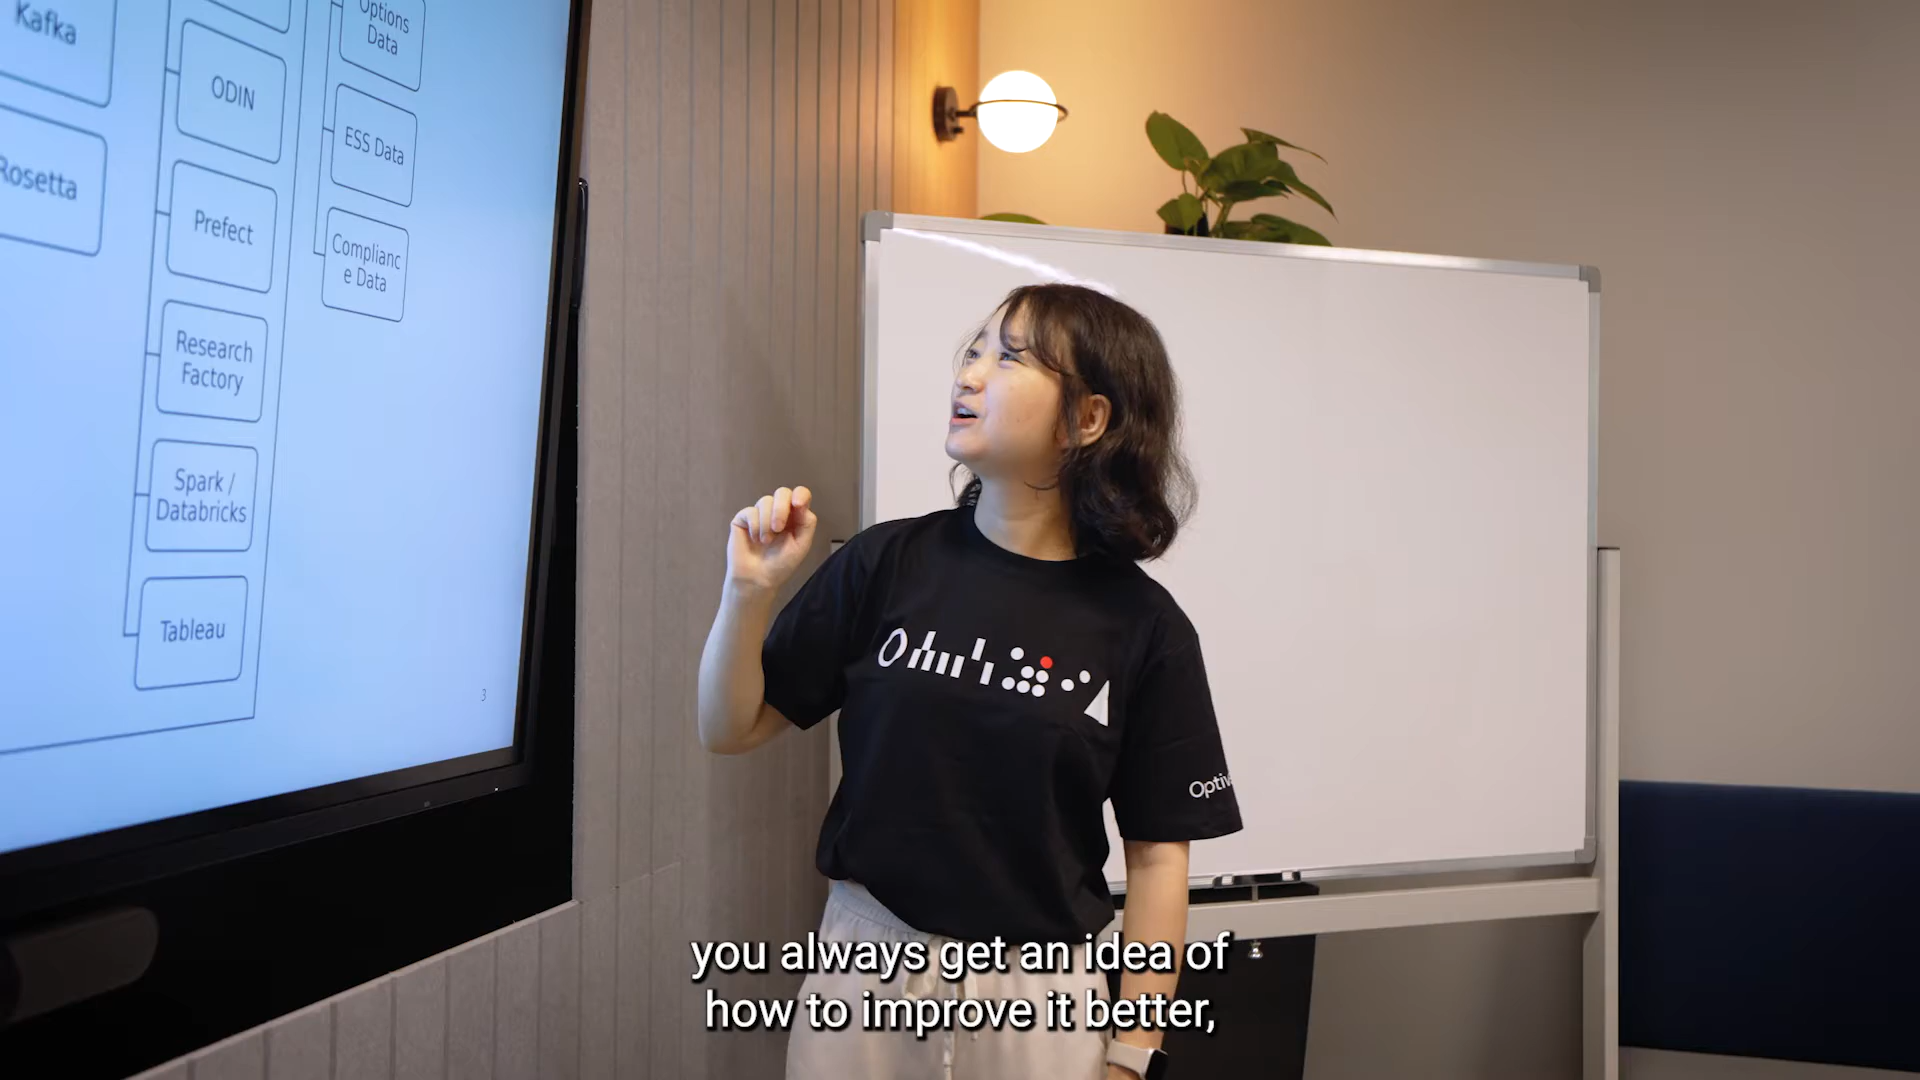 Kafka
Rosetta
ODIN
Prefect
Research
Factory
Spark /
Databricks
Tableau
Options
Data
ESS Data
Complianc
e Data
3
Optiv
you always get an idea of
how to improve it better,